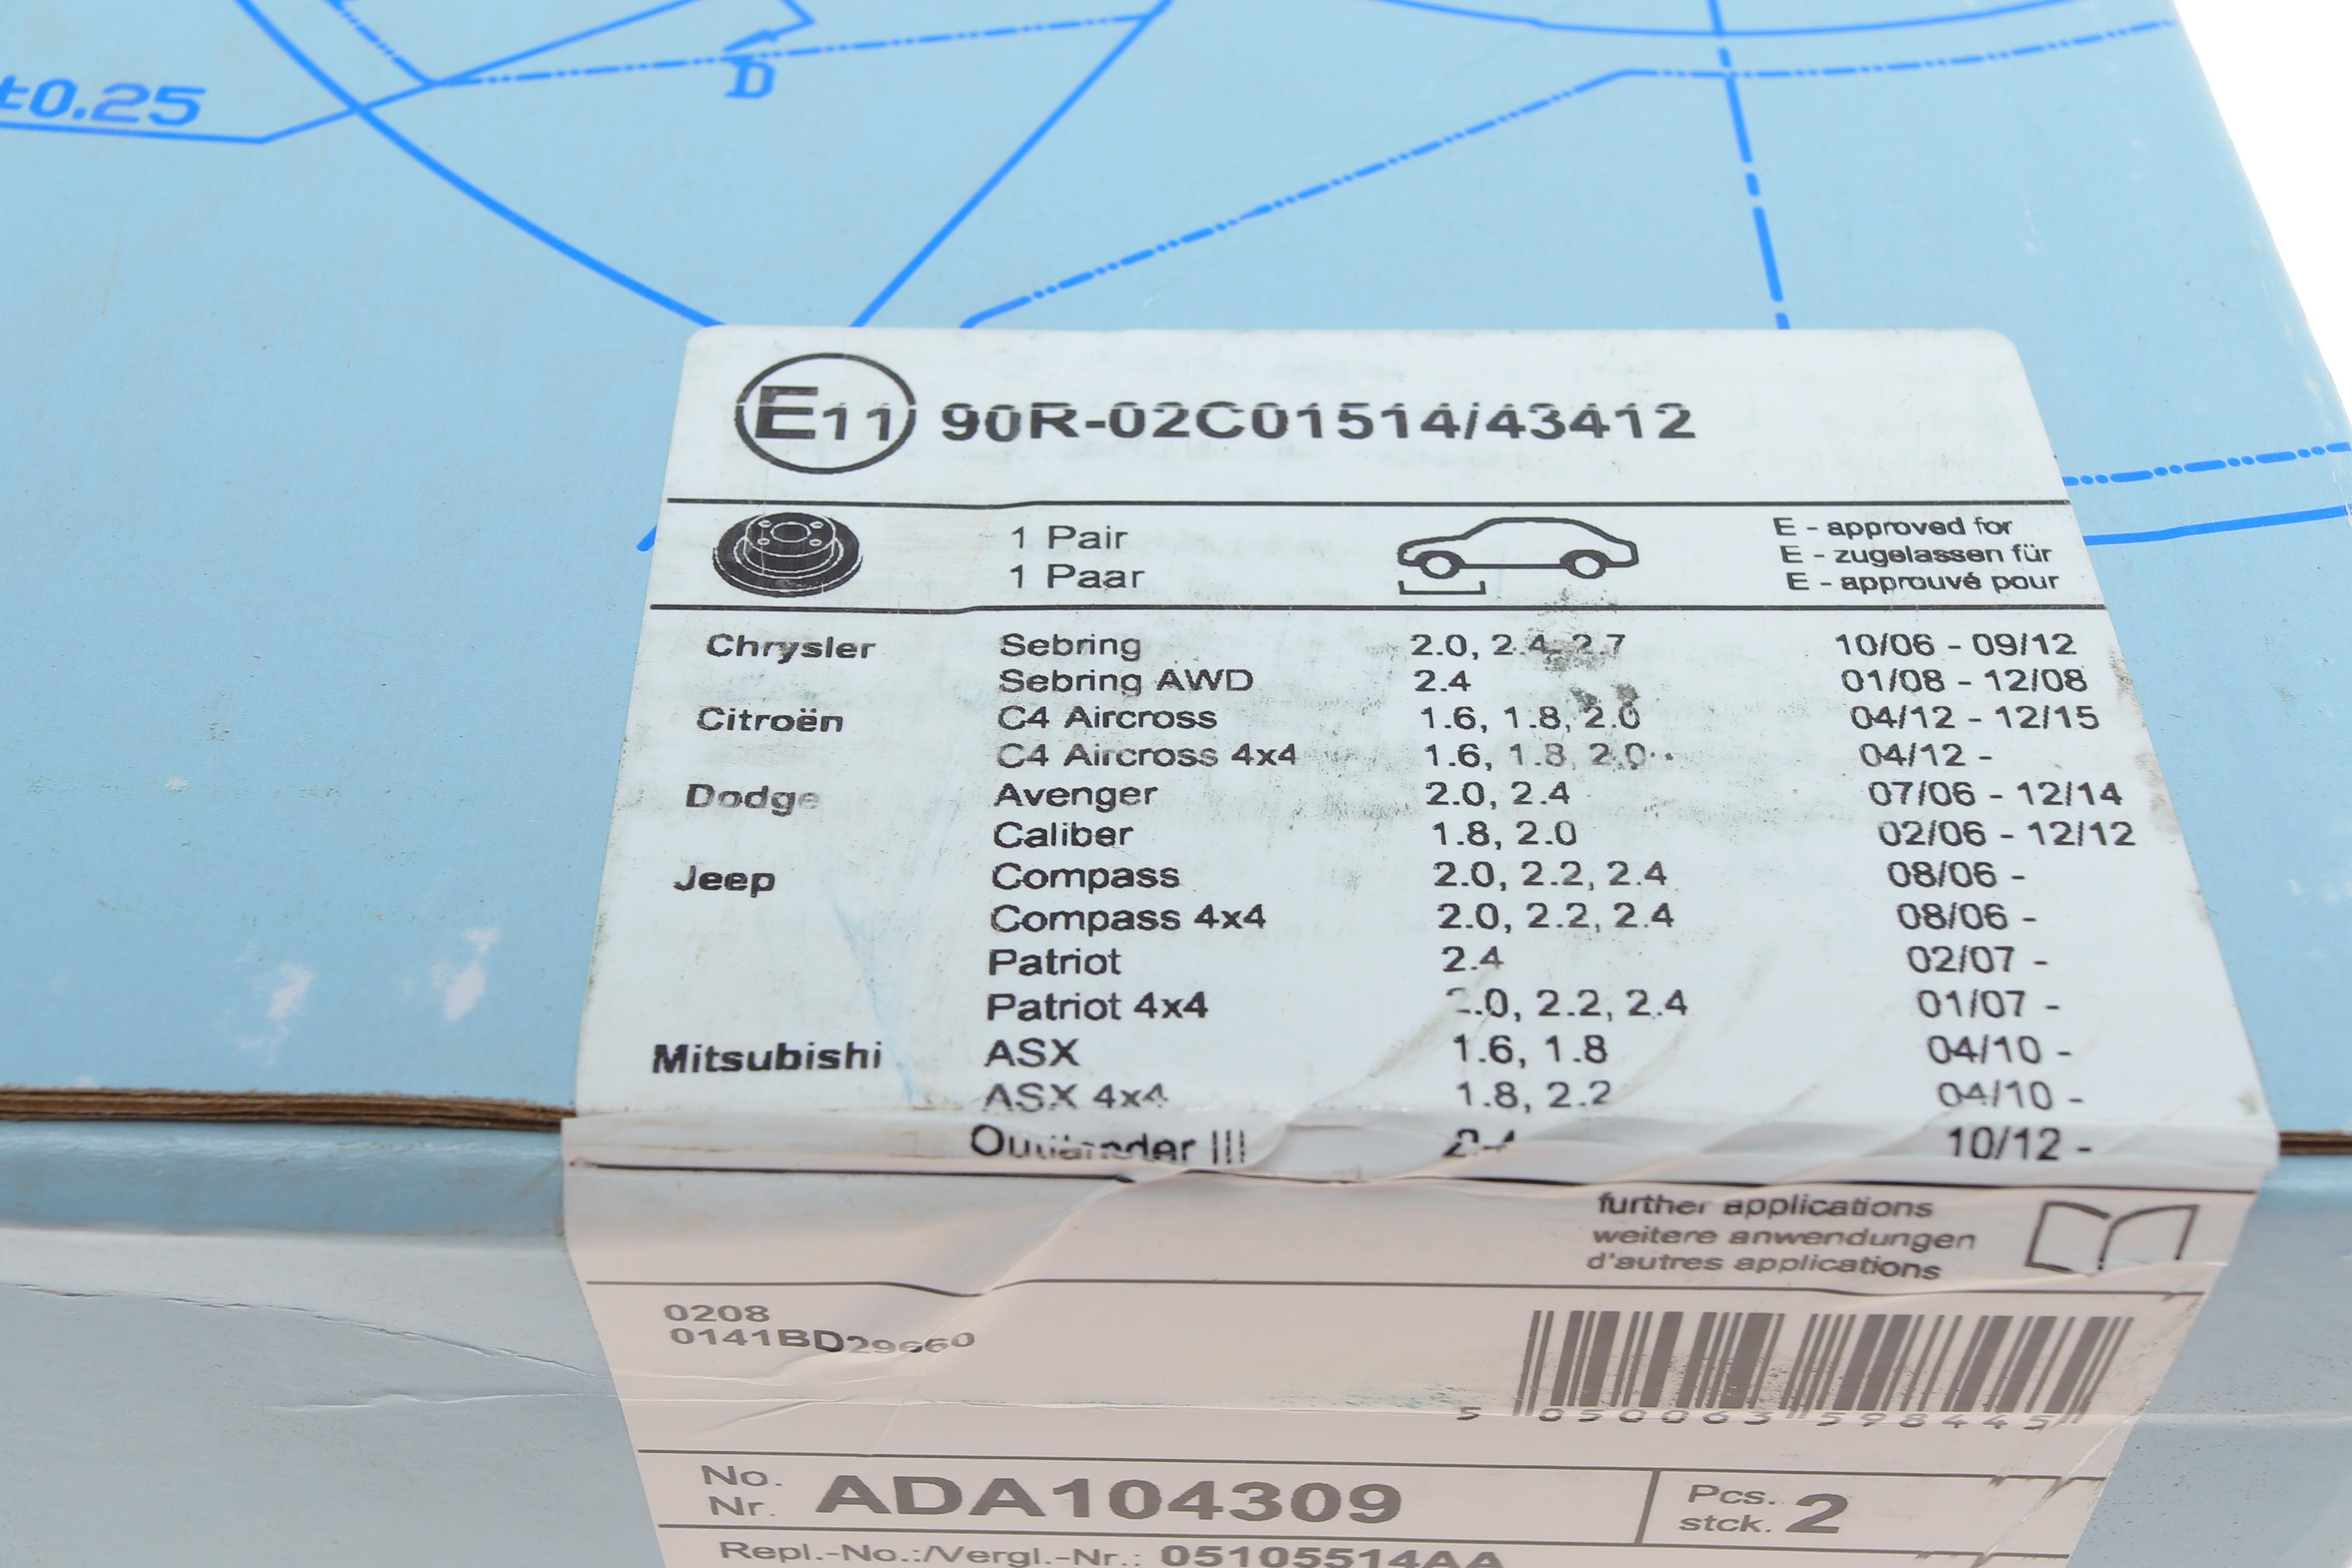 ±0.25
D
E11 90R-02C01514/43412
1 Pair
1 Paar
E - approved for
E - zugelassen für
E - approuvé pour
Chrysler Sebring 2.0, 2.4, 2.7 10/06 - 09/12
Sebring AWD 2.4 01/08 - 12/08
Citroën C4 Aircross 1.6, 1.8, 2.0 04/12 - 12/15
C4 Aircross 4x4 1.6, 1.8, 2.0 04/12 -
Dodge Avenger 2.0, 2.4 07/06 - 12/14
Caliber 1.8, 2.0 02/06 - 12/12
Jeep Compass 2.0, 2.2, 2.4 08/06 -
Compass 4x4 2.0, 2.2, 2.4 08/06 -
Patriot 2.4 02/07 -
Patriot 4x4 2.0, 2.2, 2.4 01/07 -
Mitsubishi ASX 1.6, 1.8 04/10 -
ASX 4x4 1.8, 2.2 04/10 -
Outlander III 2.4 10/12 -
further applications
weitere anwendungen
d'autres applications
0208
0141BD29660
5 050063 598445
No.
Nr. ADA104309
Pcs.
stck. 2
Repl.-No.:/Vergl.-Nr.: 05105514AA